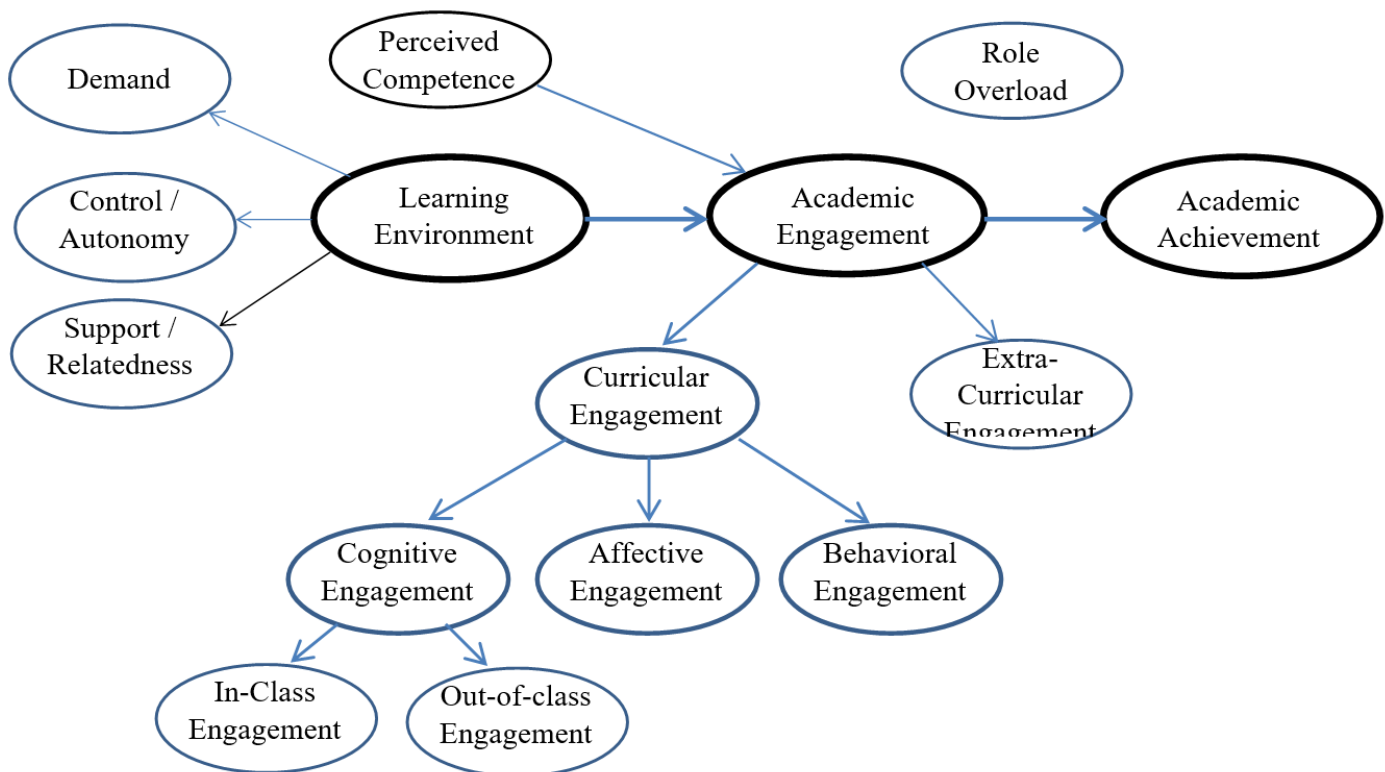 Perceived
Competence
Role
Overload
Demand
Control /
Autonomy
Learning
Environment
Academic
Engagement
Academic
Achievement
Support /
Relatedness
Curricular
Engagement
Extra-
Curricular
Engagement
Cognitive
Engagement
Affective
Engagement
Behavioral
Engagement
In-Class
Engagement
Out-of-class
Engagement